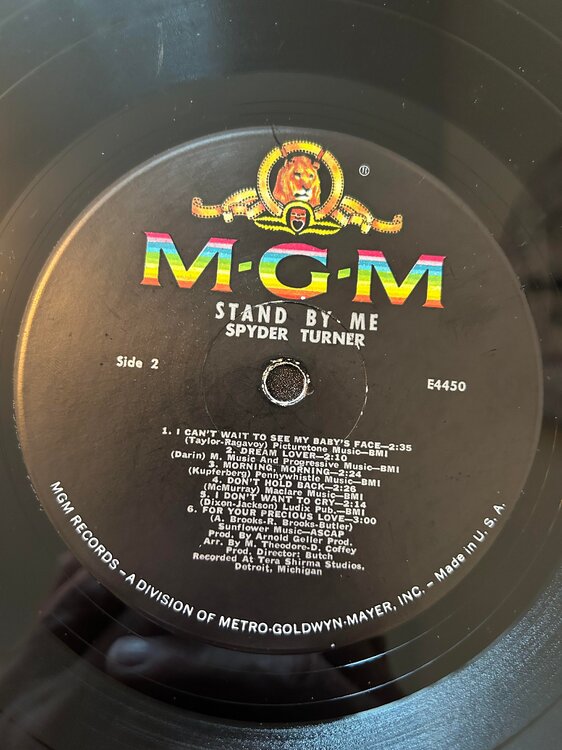 M-G-M
STAND BY ME
SPYDER TURNER
Side 2
E4450
1. I CAN'T WAIT TO SEE MY BABY'S FACE—2:35
(Taylor-Ragavoy) Picturetone Music—BMI
2. DREAM LOVER—2:10
(Darin) M. Music And Progressive Music—BMI
3. MORNING, MORNING—2:24
(Kupferberg) Pennywhistle Music—BMI
4. DON'T HOLD BACK—2:26
(McMurray) Maclare Music—BMI
5. I DON'T WANT TO CRY—2:14
(Dixon-Jackson) Ludix Pub.—BMI
6. FOR YOUR PRECIOUS LOVE—3:00
(A. Brooks-R. Brooks-Butler)
Sunflower Music—ASCAP
Prod. By Arnold Geller Prod.
Arr. By M. Theodore-D. Coffey
Prod. Director: Butch
Recorded At Tera Shirma Studios,
Detroit, Michigan
MGM RECORDS – A DIVISION OF METRO-GOLDWYN-MAYER, INC. – Made in U. S. A.